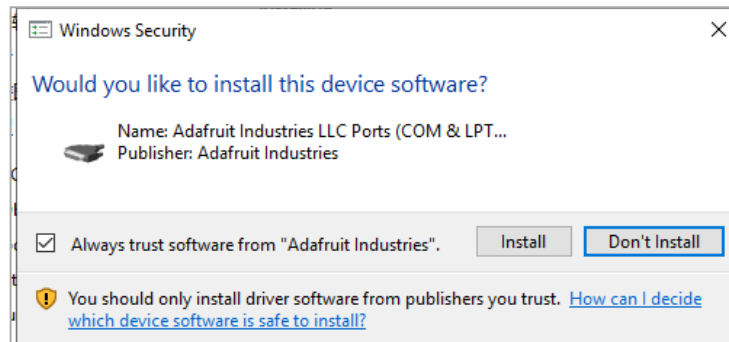 Windows Security
Would you like to install this device software?
Name: Adafruit Industries LLC Ports (COM & LPT...
Publisher: Adafruit Industries
Always trust software from "Adafruit Industries".
Install
Don't Install
You should only install driver software from publishers you trust. How can I decide
which device software is safe to install?